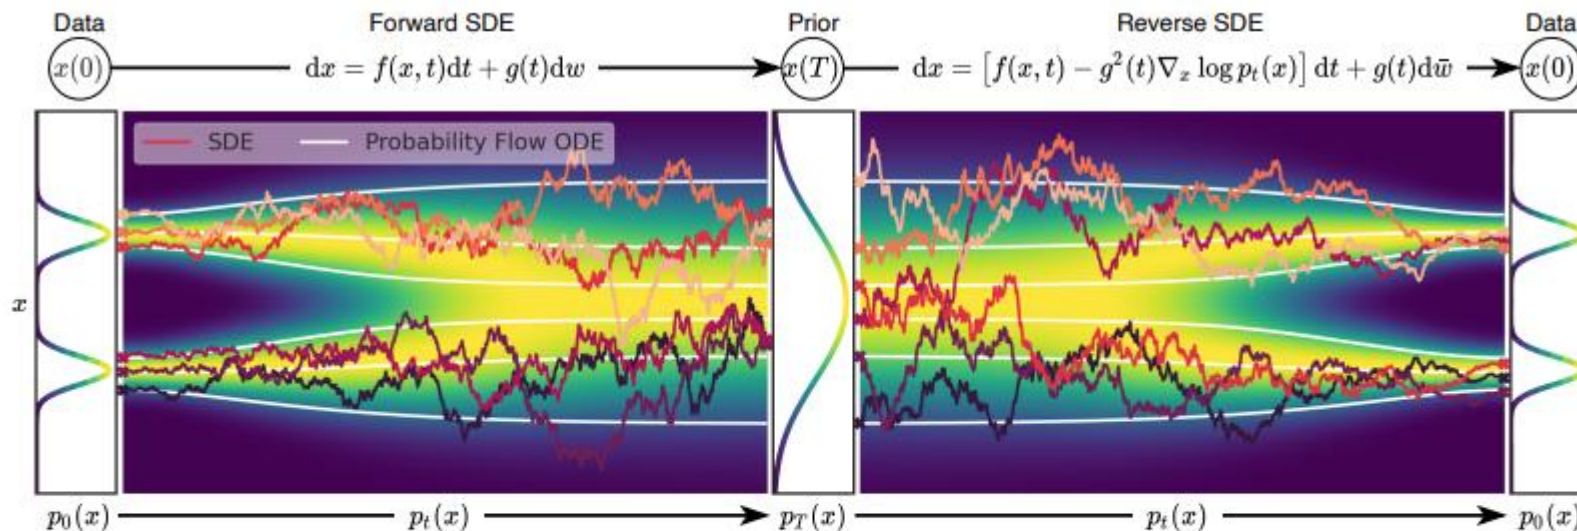 Data Forward SDE Prior Reverse SDE Data
x(0) dx = f(x, t)dt + g(t)dw x(T) dx = [f(x, t) − g²(t)∇ₓ log pₜ(x)] dt + g(t)dw̄ x(0)
SDE Probability Flow ODE
x
p₀(x) pₜ(x) p_T(x) pₜ(x) p₀(x)